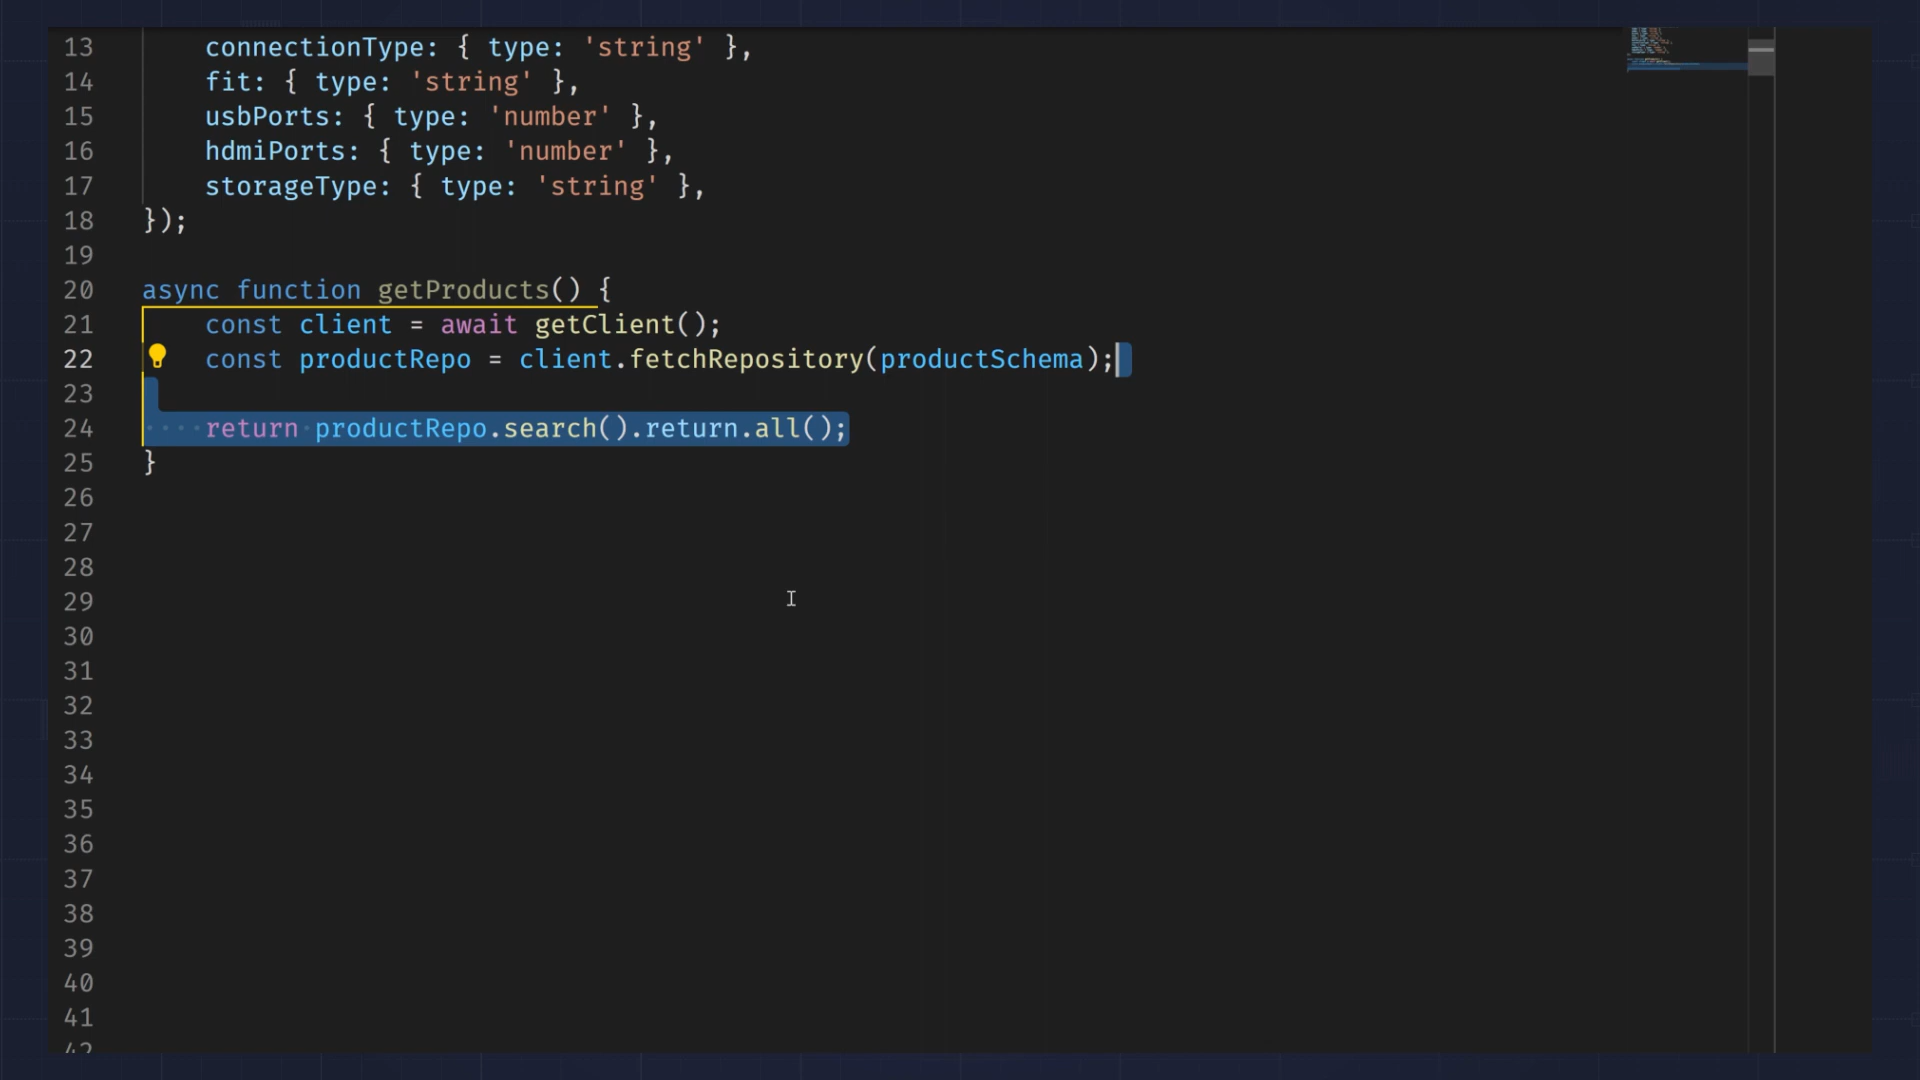 13 connectionType: { type: 'string' },
14 fit: { type: 'string' },
15 usbPorts: { type: 'number' },
16 hdmiPorts: { type: 'number' },
17 storageType: { type: 'string' },
18 });
19
20 async function getProducts() {
21 const client = await getClient();
22 const productRepo = client.fetchRepository(productSchema);
23
24 return productRepo.search().return.all();
25 }
26
27
28
29
30
31
32
33
34
35
36
37
38
39
40
41
42